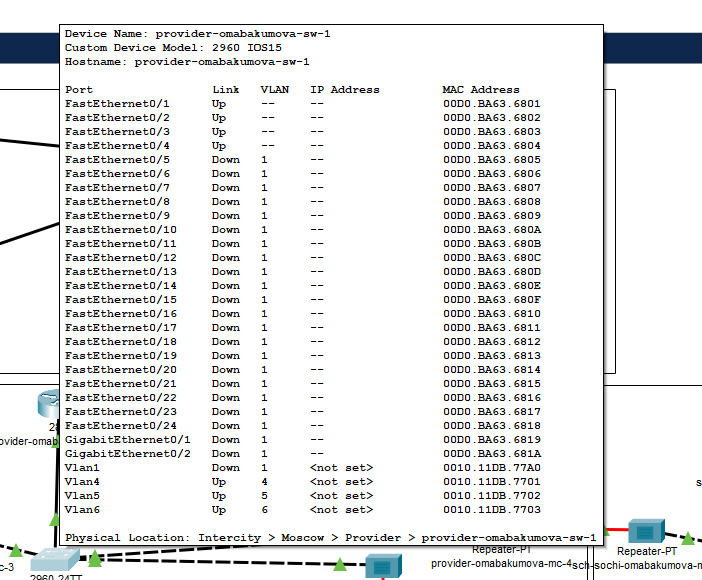 Device Name: provider-omabakumova-sw-1
Custom Device Model: 2960 IOS15
Hostname: provider-omabakumova-sw-1
Port Link VLAN IP Address MAC Address
FastEthernet0/1 Up -- -- 00D0.BA63.6801
FastEthernet0/2 Up -- -- 00D0.BA63.6802
FastEthernet0/3 Up -- -- 00D0.BA63.6803
FastEthernet0/4 Up -- -- 00D0.BA63.6804
FastEthernet0/5 Down 1 -- 00D0.BA63.6805
FastEthernet0/6 Down 1 -- 00D0.BA63.6806
FastEthernet0/7 Down 1 -- 00D0.BA63.6807
FastEthernet0/8 Down 1 -- 00D0.BA63.6808
FastEthernet0/9 Down 1 -- 00D0.BA63.6809
FastEthernet0/10 Down 1 -- 00D0.BA63.680A
FastEthernet0/11 Down 1 -- 00D0.BA63.680B
FastEthernet0/12 Down 1 -- 00D0.BA63.680C
FastEthernet0/13 Down 1 -- 00D0.BA63.680D
FastEthernet0/14 Down 1 -- 00D0.BA63.680E
FastEthernet0/15 Down 1 -- 00D0.BA63.680F
FastEthernet0/16 Down 1 -- 00D0.BA63.6810
FastEthernet0/17 Down 1 -- 00D0.BA63.6811
FastEthernet0/18 Down 1 -- 00D0.BA63.6812
FastEthernet0/19 Down 1 -- 00D0.BA63.6813
FastEthernet0/20 Down 1 -- 00D0.BA63.6814
FastEthernet0/21 Down 1 -- 00D0.BA63.6815
FastEthernet0/22 Down 1 -- 00D0.BA63.6816
FastEthernet0/23 Down 1 -- 00D0.BA63.6817
FastEthernet0/24 Down 1 -- 00D0.BA63.6818
GigabitEthernet0/1 Down 1 -- 00D0.BA63.6819
GigabitEthernet0/2 Down 1 -- 00D0.BA63.681A
Vlan1 Down 1 <not set> 0010.11DB.77A0
Vlan4 Up 4 <not set> 0010.11DB.7701
Vlan5 Up 5 <not set> 0010.11DB.7702
Vlan6 Up 6 <not set> 0010.11DB.7703
Physical Location: Intercity > Moscow > Provider > provider-omabakumova-sw-1
28
ovider-omab
c-3
2960-24TT
Repeater-PT
provider-omabakumova-mc-4
Repeater-PT
sch-sochi-omabakumova-m
s